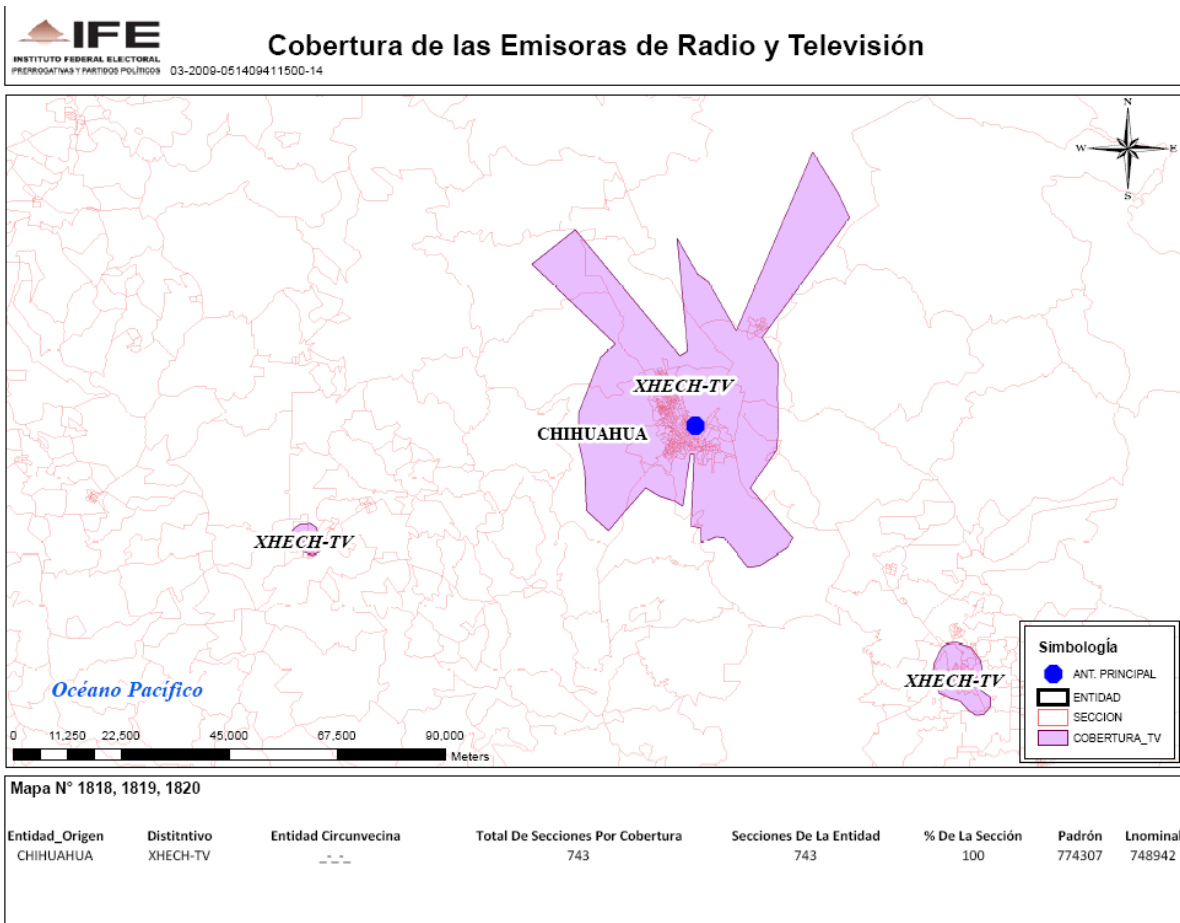 IFE
INSTITUTO FEDERAL ELECTORAL
PRERROGATIVAS Y PARTIDOS POLÍTICOS
03-2009-051409411500-14
Cobertura de las Emisoras de Radio y Televisión
N
W E
S
XHECH-TV
CHIHUAHUA
XHECH-TV
XHECH-TV
Océano Pacífico
0 11,250 22,500 45,000 67,500 90,000
Meters
Simbología
ANT. PRINCIPAL
ENTIDAD
SECCION
COBERTURA_TV
Mapa N° 1818, 1819, 1820
Entidad_Origen Distitntivo Entidad Circunvecina Total De Secciones Por Cobertura Secciones De La Entidad % De La Sección Padrón Lnominal
CHIHUAHUA XHECH-TV _-_-_ 743 743 100 774307 748942